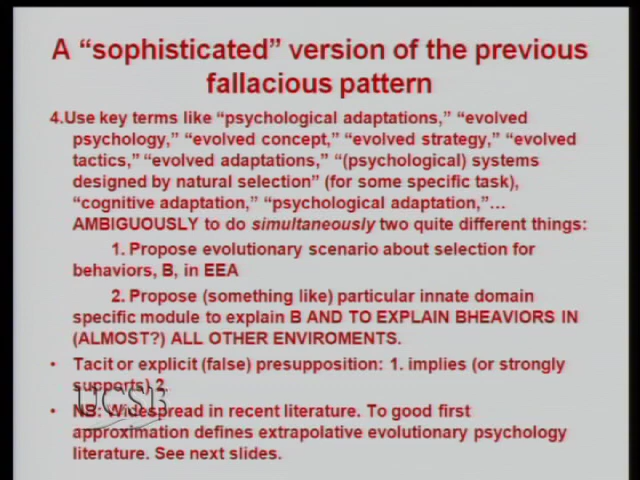 A “sophisticated” version of the previous
fallacious pattern
4.Use key terms like “psychological adaptations,” “evolved
psychology,” “evolved concept,” “evolved strategy,” “evolved
tactics,” “evolved adaptations,” “(psychological) systems
designed by natural selection” (for some specific task),
“cognitive adaptation,” “psychological adaptation,”…
AMBIGUOUSLY to do simultaneously two quite different things:
1. Propose evolutionary scenario about selection for
behaviors, B, in EEA
2. Propose (something like) particular innate domain
specific module to explain B AND TO EXPLAIN BHEAVIORS IN
(ALMOST?) ALL OTHER ENVIROMENTS.
• Tacit or explicit (false) presupposition: 1. implies (or strongly
supports) 2.
UCSB
• NB: Widespread in recent literature. To good first
approximation defines extrapolative evolutionary psychology
literature. See next slides.